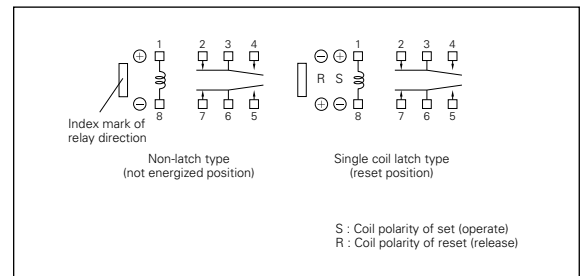 1 2 3 4
⊕
⊖
8 7 6 5
Index mark of
relay direction
Non-latch type
(not energized position)
1 2 3 4
⊖ ⊕
R S
⊕ ⊖
8 7 6 5
Single coil latch type
(reset position)
S : Coil polarity of set (operate)
R : Coil polarity of reset (release)